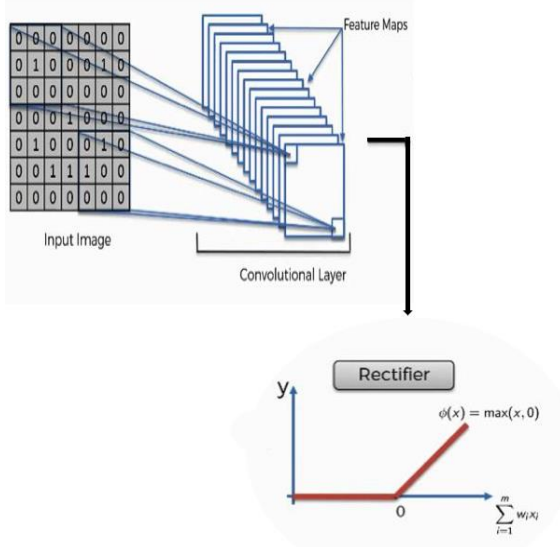 Feature Maps
0 0 0 0 0 0 0
0 1 0 0 0 1 0
0 0 0 0 0 0 0
0 0 0 1 0 0 0
0 1 0 0 0 1 0
0 0 1 1 1 0 0
0 0 0 0 0 0 0
Input Image
Convolutional Layer
Rectifier
y
ϕ(x) = max(x, 0)
0
m
∑ wᵢxᵢ
i=1